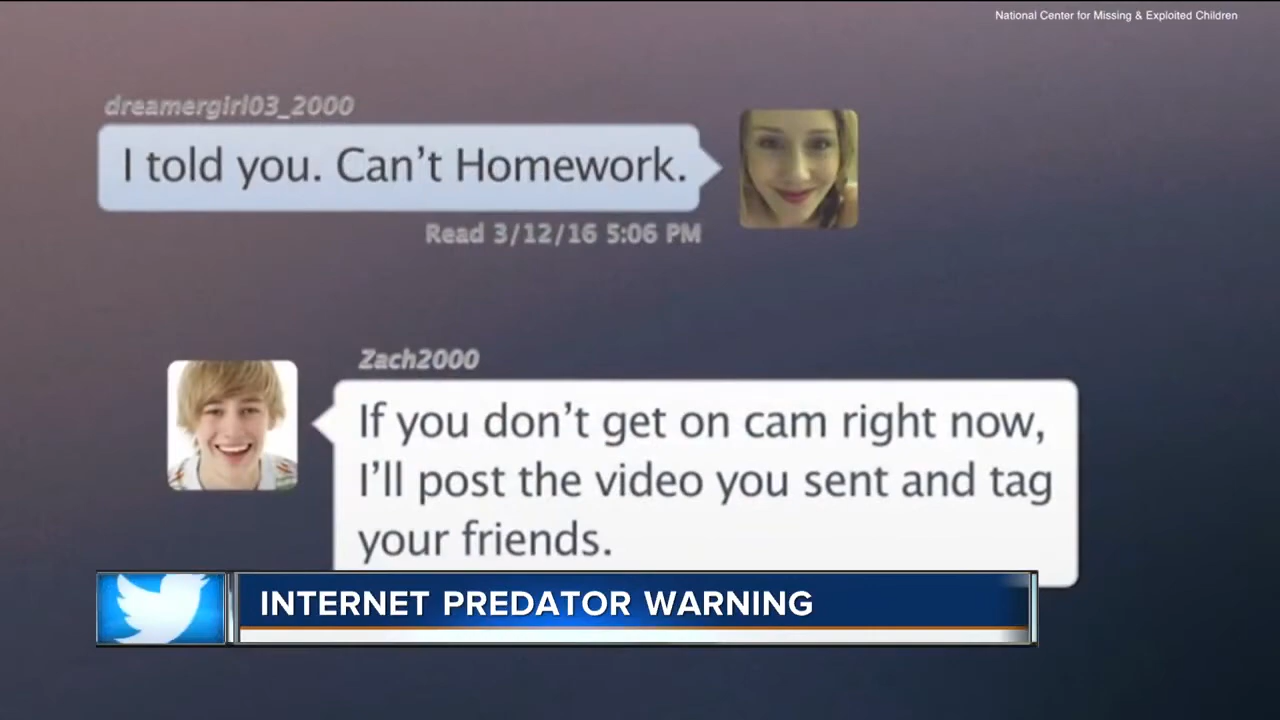 National Center for Missing & Exploited Children
dreamergirl03_2000
I told you. Can't Homework.
Read 3/12/16 5:06 PM
Zach2000
If you don't get on cam right now,
I'll post the video you sent and tag
your friends.
INTERNET PREDATOR WARNING